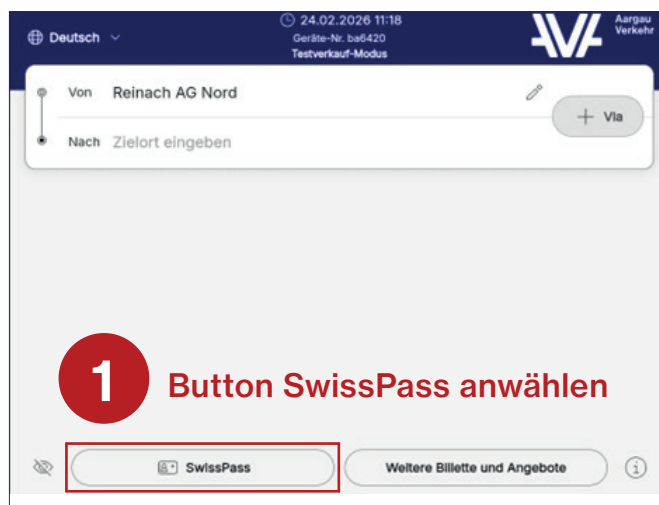 Deutsch
24.02.2026 11:18
Geräte-Nr. ba6420
Testverkauf-Modus
AVA
Aargau
Verkehr
Von Reinach AG Nord
Via
Nach Zielort eingeben
1 Button SwissPass anwählen
SwissPass
Weitere Billette und Angebote